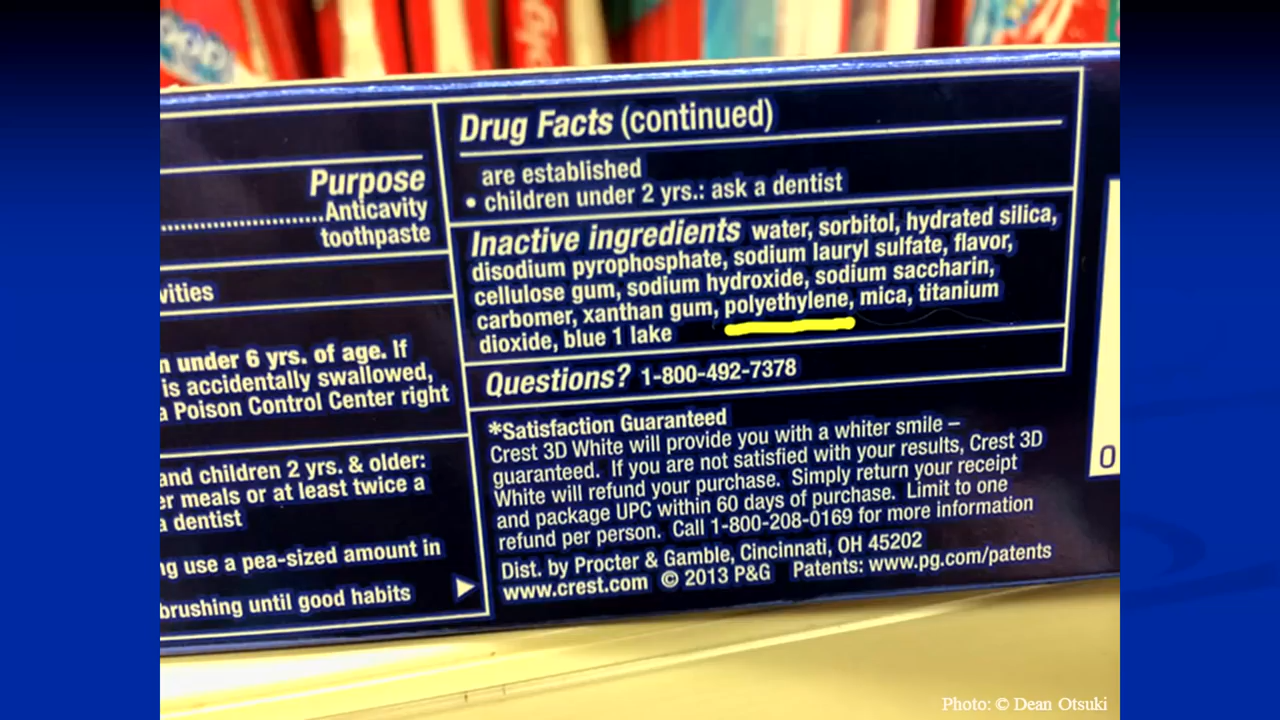 Purpose
Anticavity
toothpaste
vities
under 6 yrs. of age. If
is accidentally swallowed,
a Poison Control Center right
and children 2 yrs. & older:
er meals or at least twice a
a dentist
use a pea-sized amount in
brushing until good habits
Drug Facts (continued)
are established
• children under 2 yrs.: ask a dentist
Inactive ingredients water, sorbitol, hydrated silica,
disodium pyrophosphate, sodium lauryl sulfate, flavor,
cellulose gum, sodium hydroxide, sodium saccharin,
carbomer, xanthan gum, polyethylene, mica, titanium
dioxide, blue 1 lake
Questions? 1-800-492-7378
*Satisfaction Guaranteed
Crest 3D White will provide you with a whiter smile –
guaranteed. If you are not satisfied with your results, Crest 3D
White will refund your purchase. Simply return your receipt
and package UPC within 60 days of purchase. Limit to one
refund per person. Call 1-800-208-0169 for more information
Dist. by Procter & Gamble, Cincinnati, OH 45202
www.crest.com © 2013 P&G Patents: www.pg.com/patents
0
Photo: © Dean Otsuki